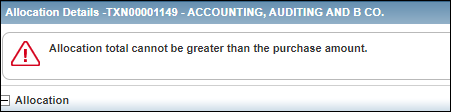 Allocation Details -TXN00001149 - ACCOUNTING, AUDITING AND B CO.
Allocation total cannot be greater than the purchase amount.
Allocation